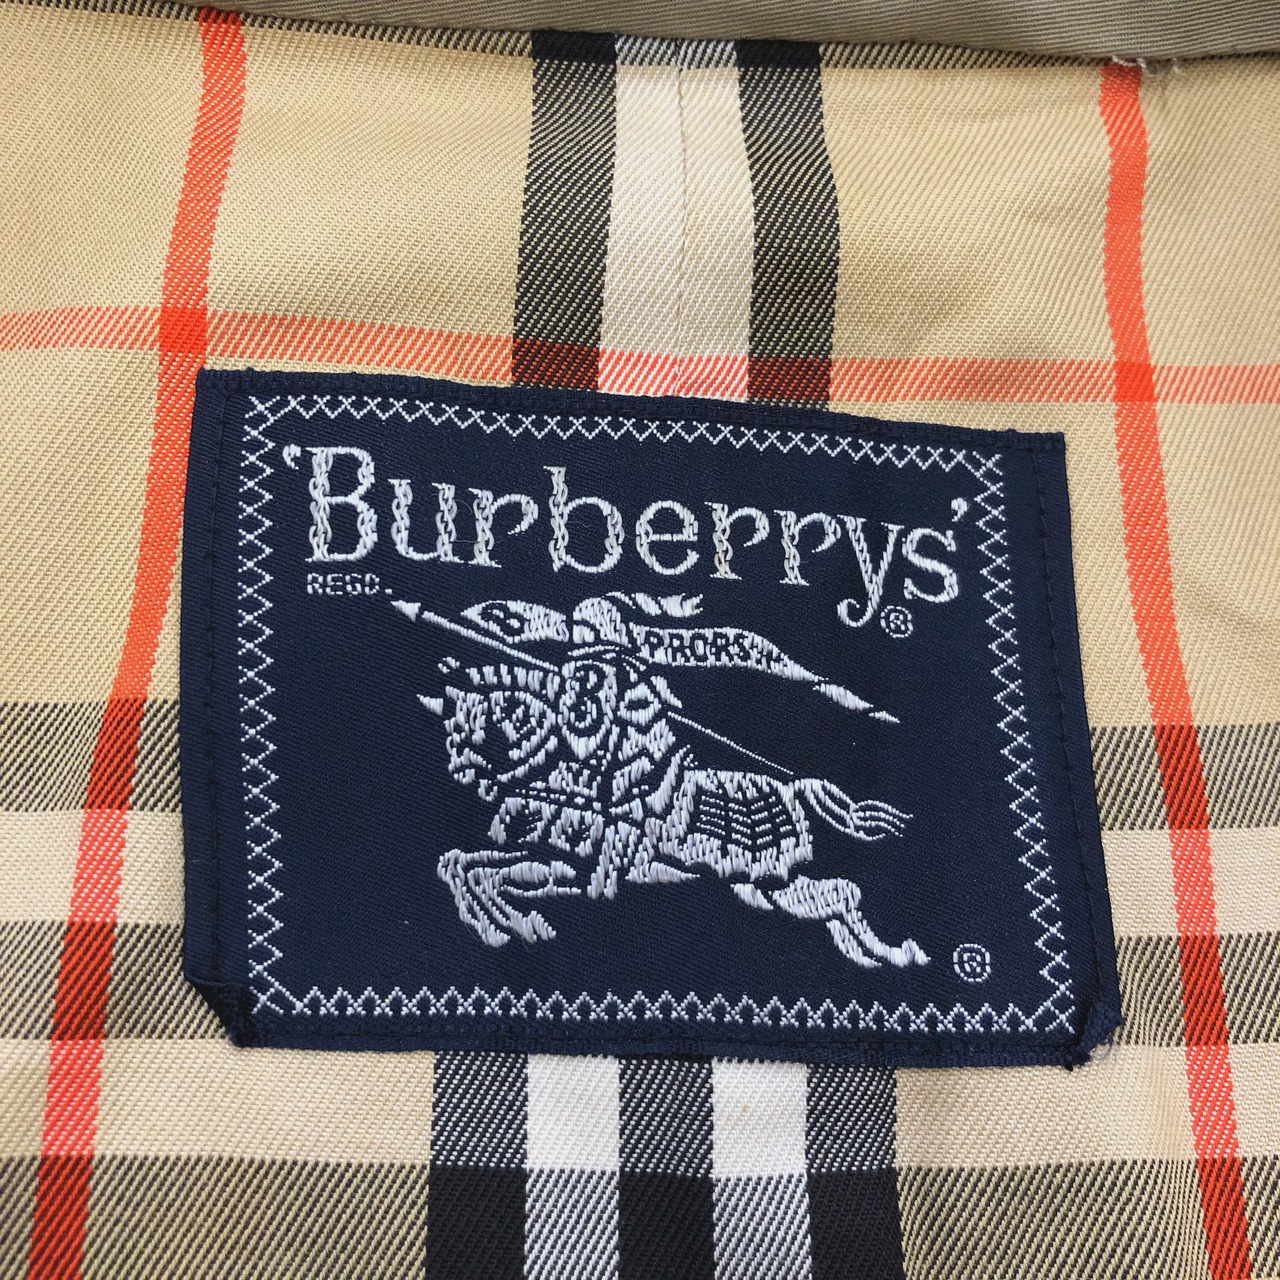 'Burberrys'®
REGD.
B PRORSUM
B
®